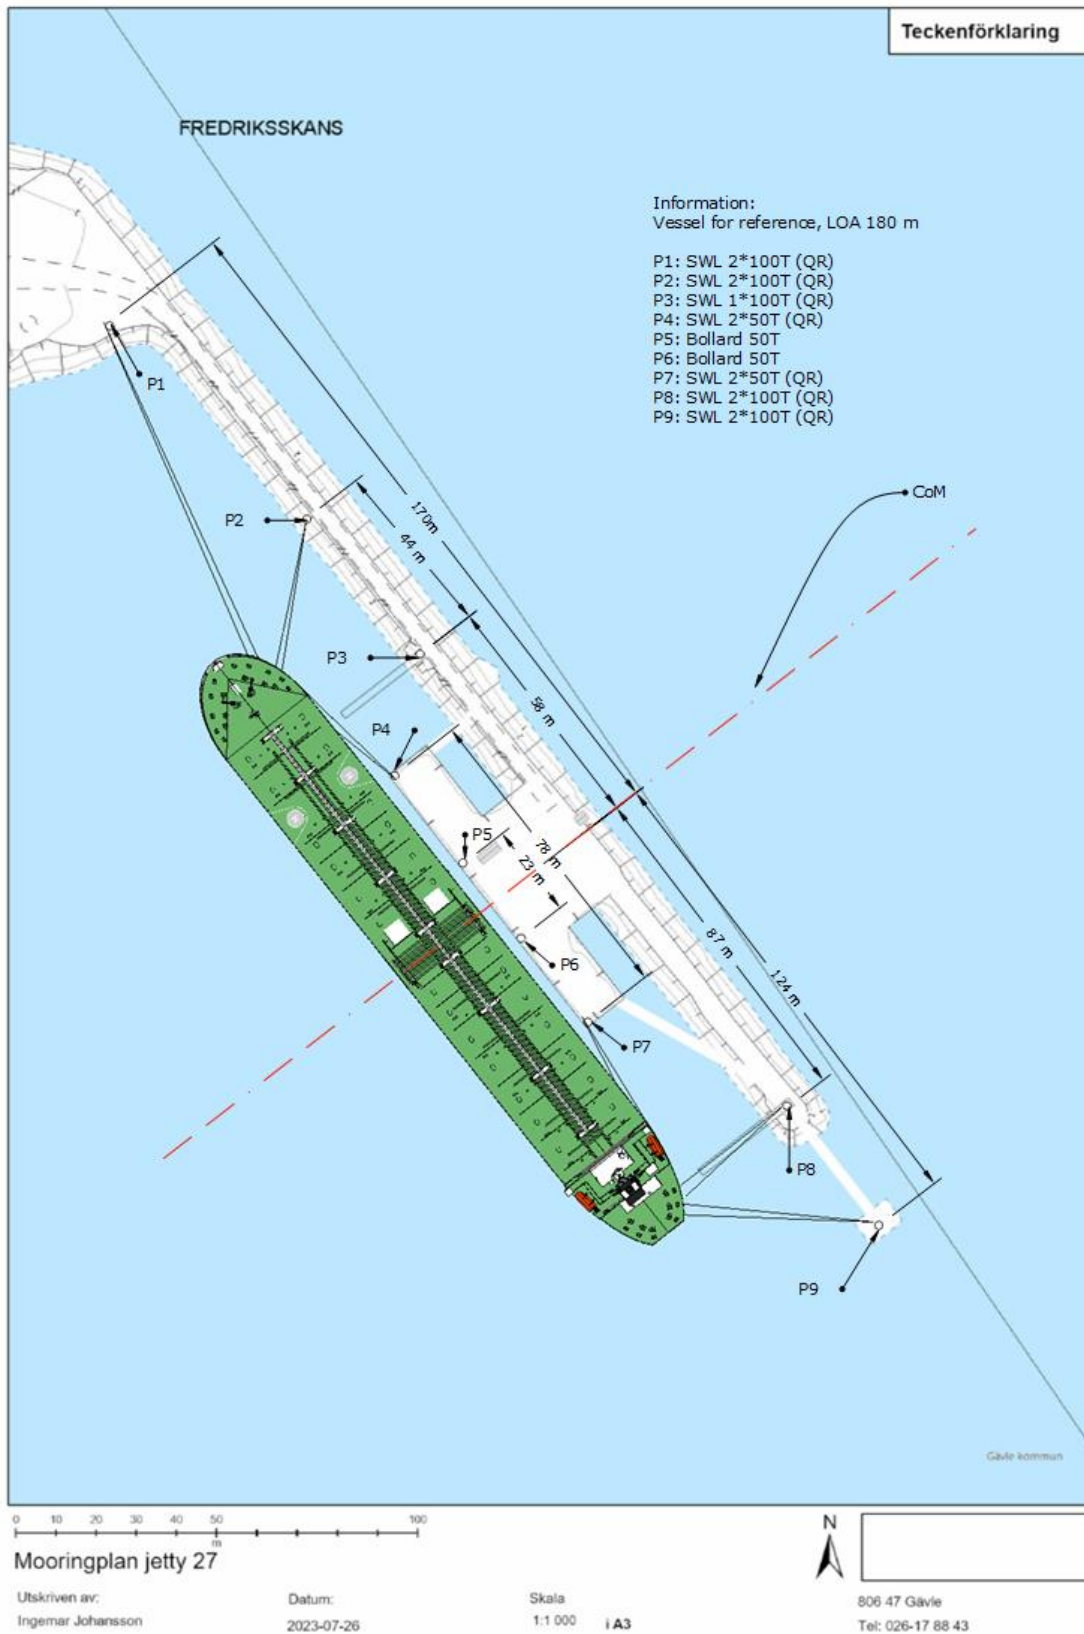 Teckenförklaring
FREDRIKSSKANS
Information:
Vessel for reference, LOA 180 m
P1: SWL 2*100T (QR)
P2: SWL 2*100T (QR)
P3: SWL 1*100T (QR)
P4: SWL 2*50T (QR)
P5: Bollard 50T
P6: Bollard 50T
P7: SWL 2*50T (QR)
P8: SWL 2*100T (QR)
P9: SWL 2*100T (QR)
P1
CoM
170m
P2
44 m
P3
58 m
P4
P5
78 m
23 m
P6
87 m
124 m
P7
P8
P9
Gävle kommun
0 10 20 30 40 50 100
m
N
Mooringplan jetty 27
Utskriven av:
Ingemar Johansson
Datum:
2023-07-26
Skala
1:1 000 i A3
806 47 Gävle
Tel: 026-17 88 43